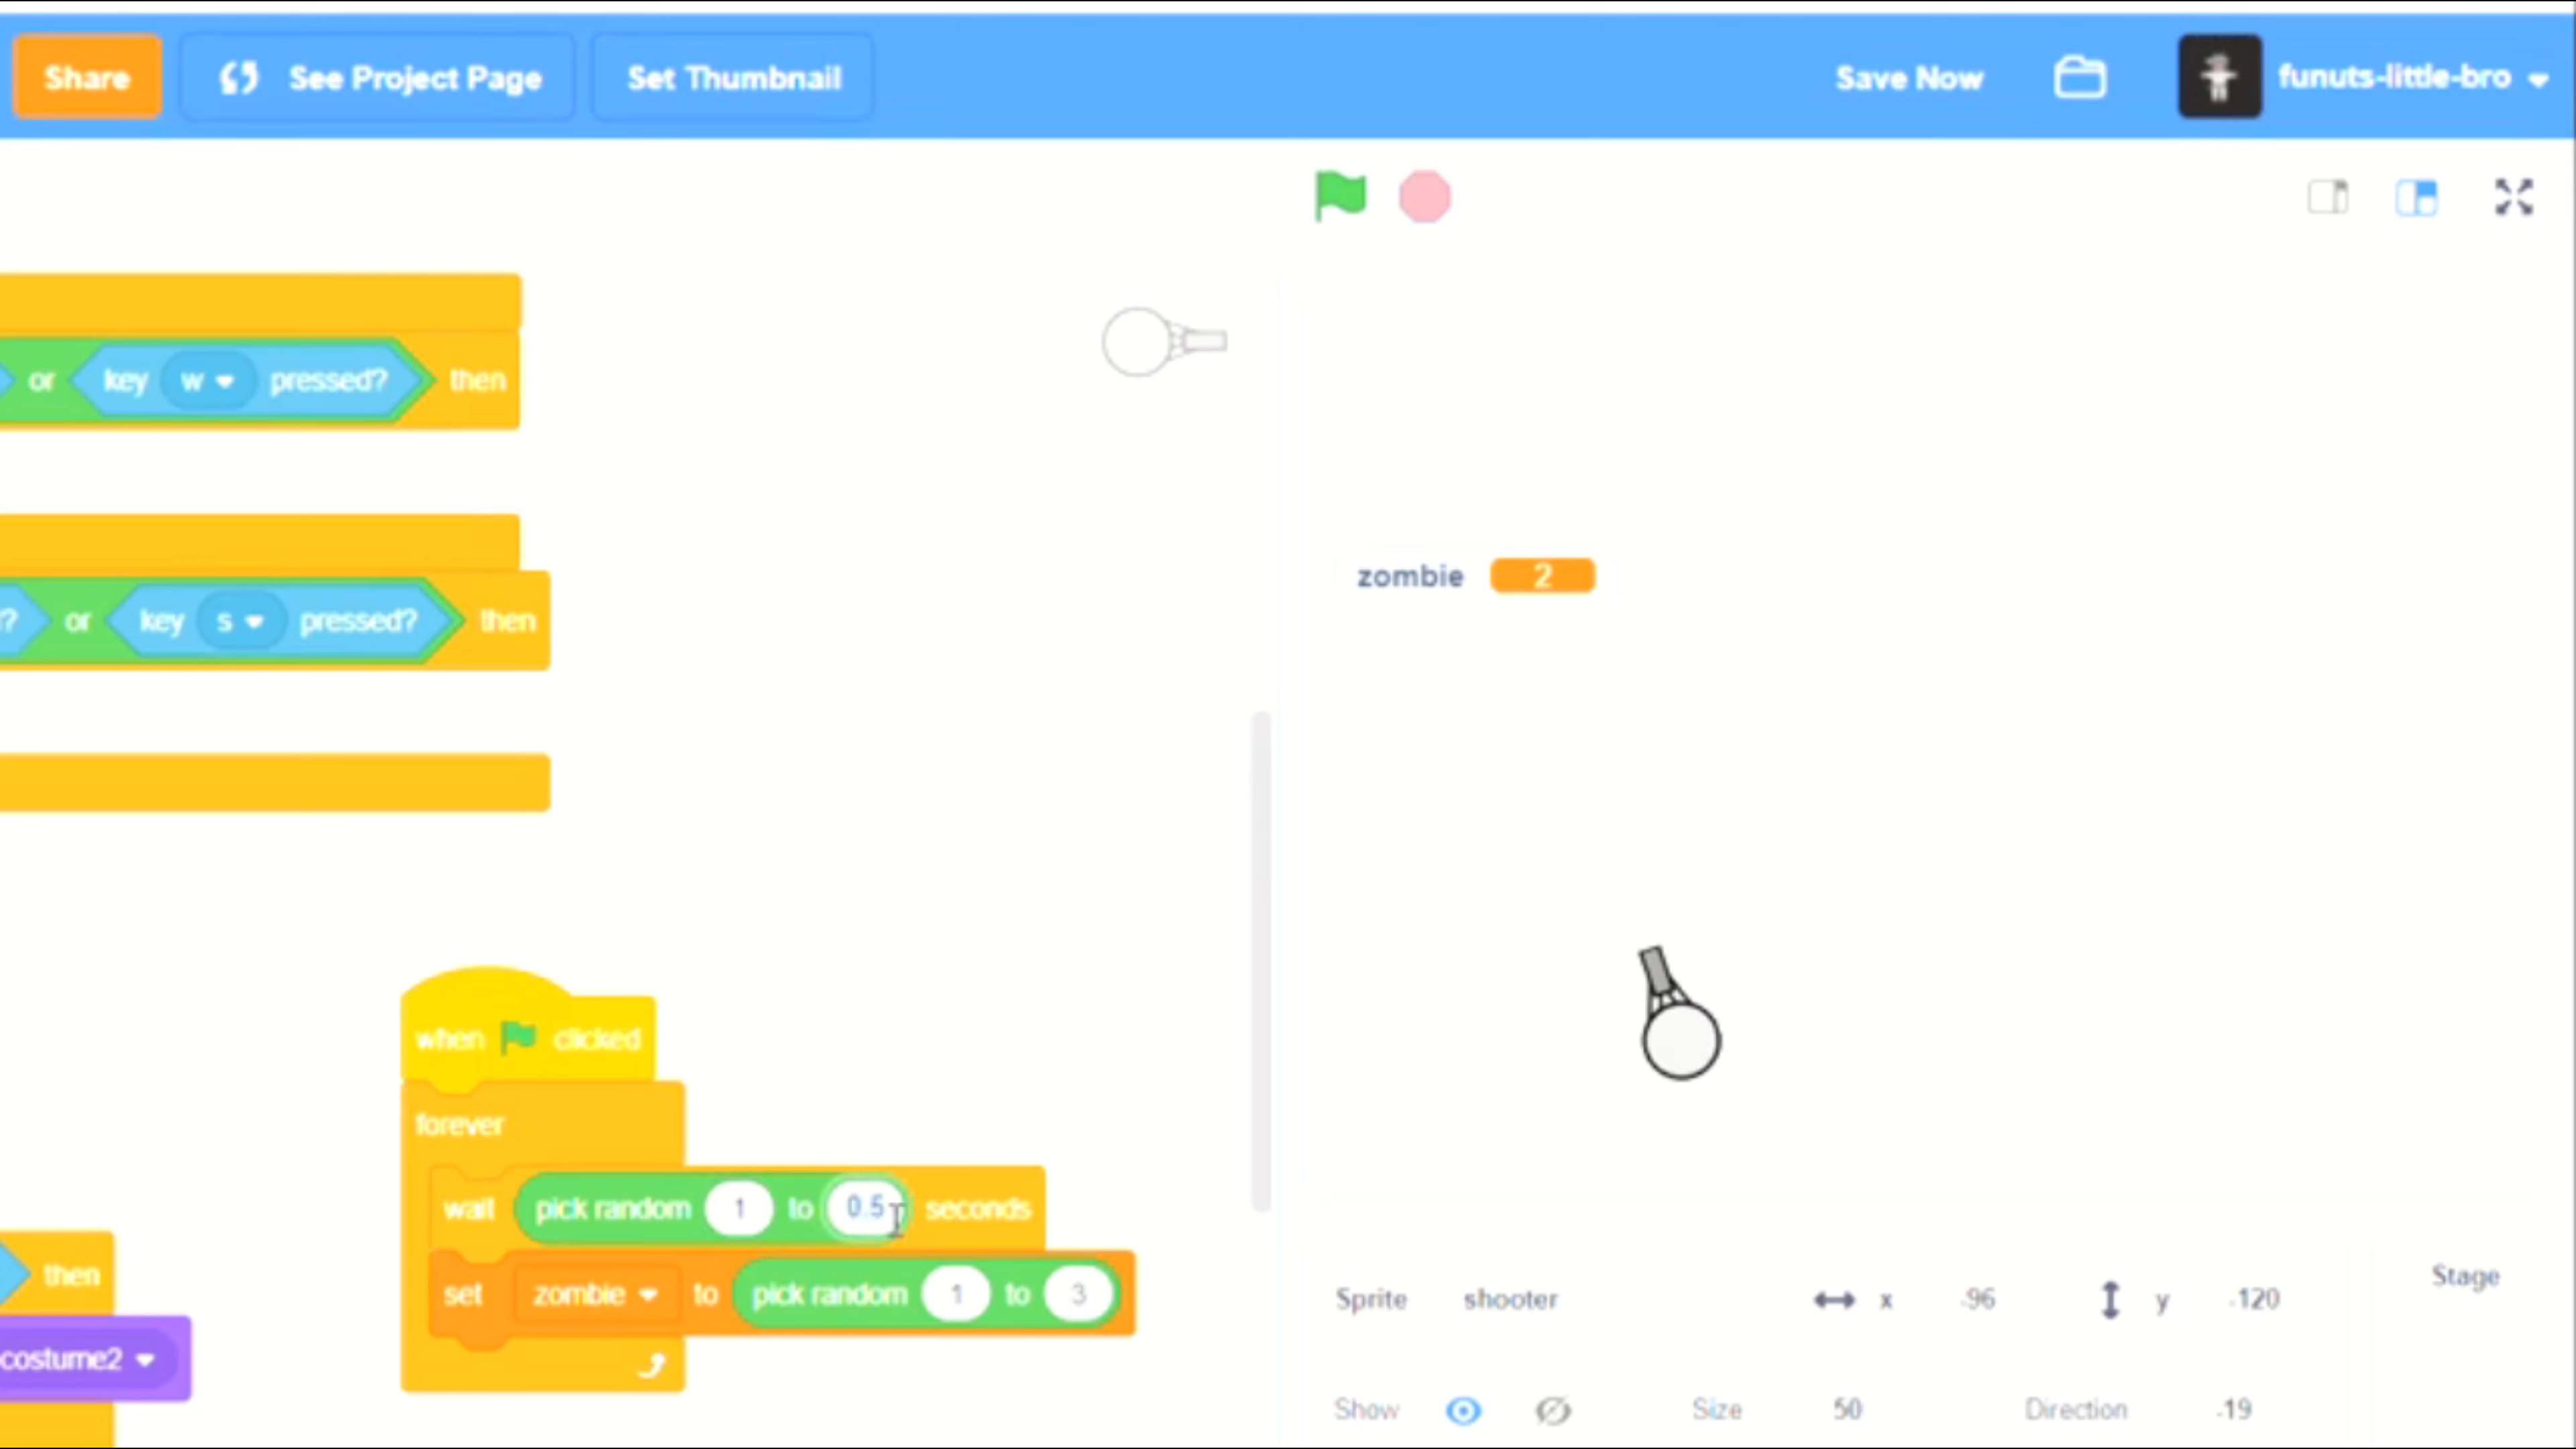 Share See Project Page Set Thumbnail Save Now funuts-little-bro
or key w pressed? then
zombie 2
? or key s pressed? then
when clicked
forever
wait pick random 1 to 0.5 seconds
then
set zombie to pick random 1 to 3
costume2
Sprite shooter x -96 y -120 Stage
Show Size 50 Direction -19